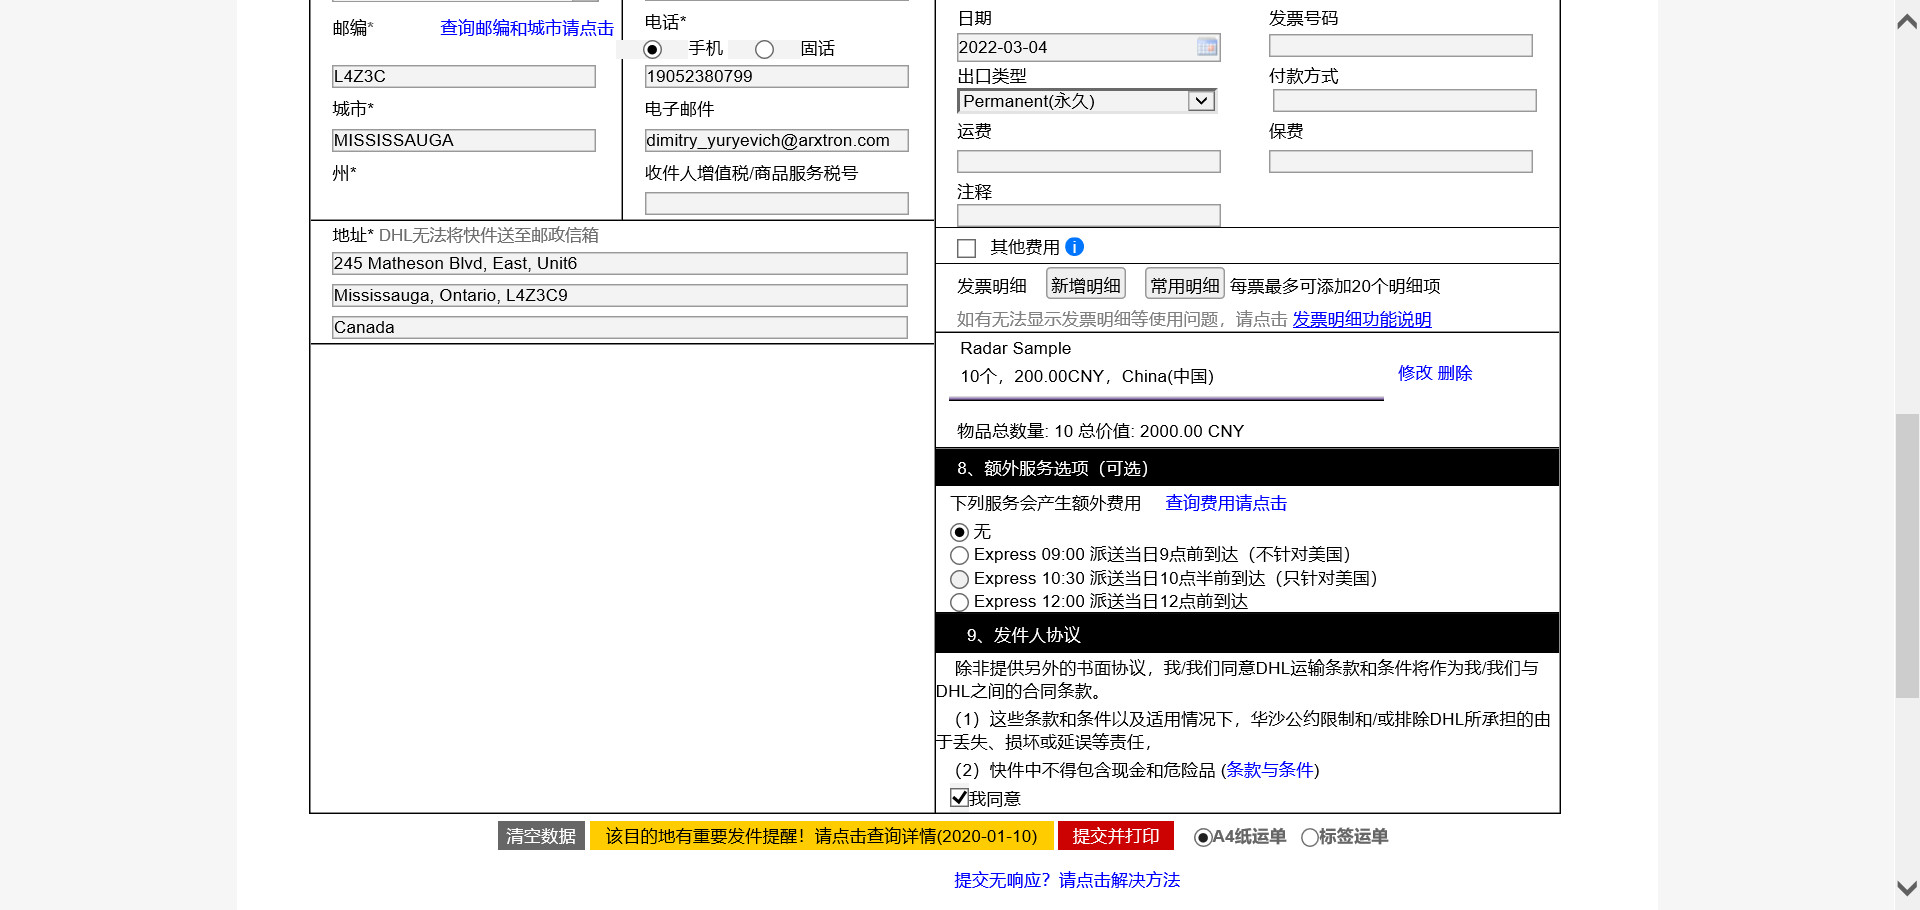 邮编* 查询邮编和城市请点击
L4Z3C
城市*
MISSISSAUGA
州*
电话*
手机 固话
19052380799
电子邮件
dimitry_yuryevich@arxtron.com
收件人增值税/商品服务税号
地址* DHL无法将快件送至邮政信箱
245 Matheson Blvd, East, Unit6
Mississauga, Ontario, L4Z3C9
Canada
日期 发票号码
2022-03-04
出口类型 付款方式
Permanent(永久)
运费 保费
注释
其他费用 i
发票明细 新增明细 常用明细 每票最多可添加20个明细项
如有无法显示发票明细等使用问题，请点击 发票明细功能说明
Radar Sample
10个，200.00CNY，China(中国)
修改 删除
物品总数量: 10 总价值: 2000.00 CNY
8、额外服务选项（可选）
下列服务会产生额外费用 查询费用请点击
无
Express 09:00 派送当日9点前到达（不针对美国）
Express 10:30 派送当日10点半前到达（只针对美国）
Express 12:00 派送当日12点前到达
9、发件人协议
除非提供另外的书面协议，我/我们同意DHL运输条款和条件将作为我/我们与
DHL之间的合同条款。
（1）这些条款和条件以及适用情况下，华沙公约限制和/或排除DHL所承担的由
于丢失、损坏或延误等责任，
（2）快件中不得包含现金和危险品 (条款与条件)
我同意
清空数据 该目的地有重要发件提醒！请点击查询详情(2020-01-10) 提交并打印 A4纸运单 标签运单
提交无响应？请点击解决方法